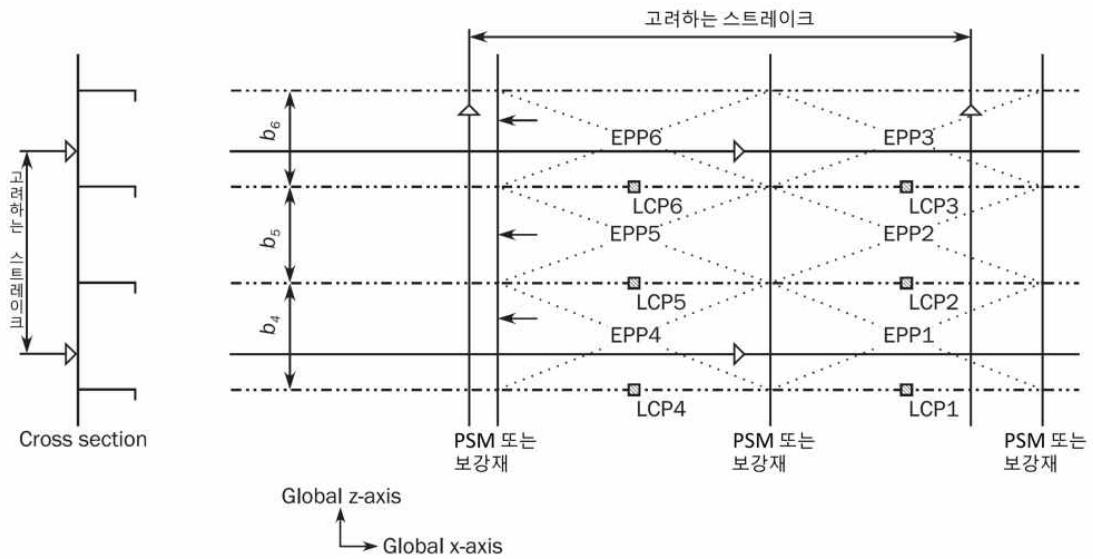 고려하는 스트레이크
고려하는 스트레이크
b₆
EPP6
EPP3
LCP6
LCP3
b₅
EPP5
EPP2
LCP5
LCP2
b₄
EPP4
EPP1
LCP4
LCP1
Cross section
PSM 또는
보강재
PSM 또는
보강재
PSM 또는
보강재
Global z-axis
Global x-axis